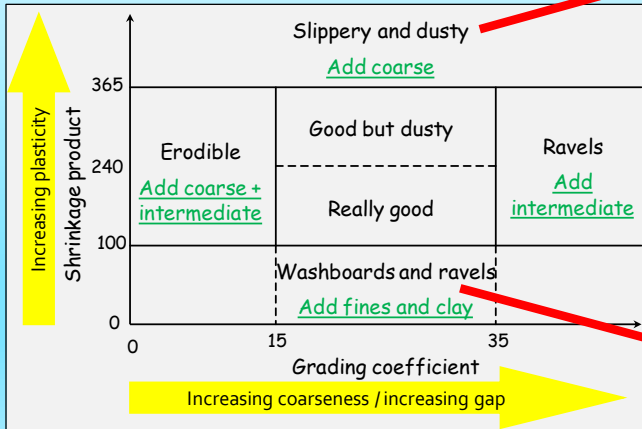 Slippery and dusty
Add coarse
365
Good but dusty
Erodible
Ravels
240
Add coarse +
intermediate
Add
intermediate
Really good
100
Washboards and ravels
Add fines and clay
0
0
15
35
Grading coefficient
Increasing coarseness / increasing gap
Shrinkage product
Increasing plasticity